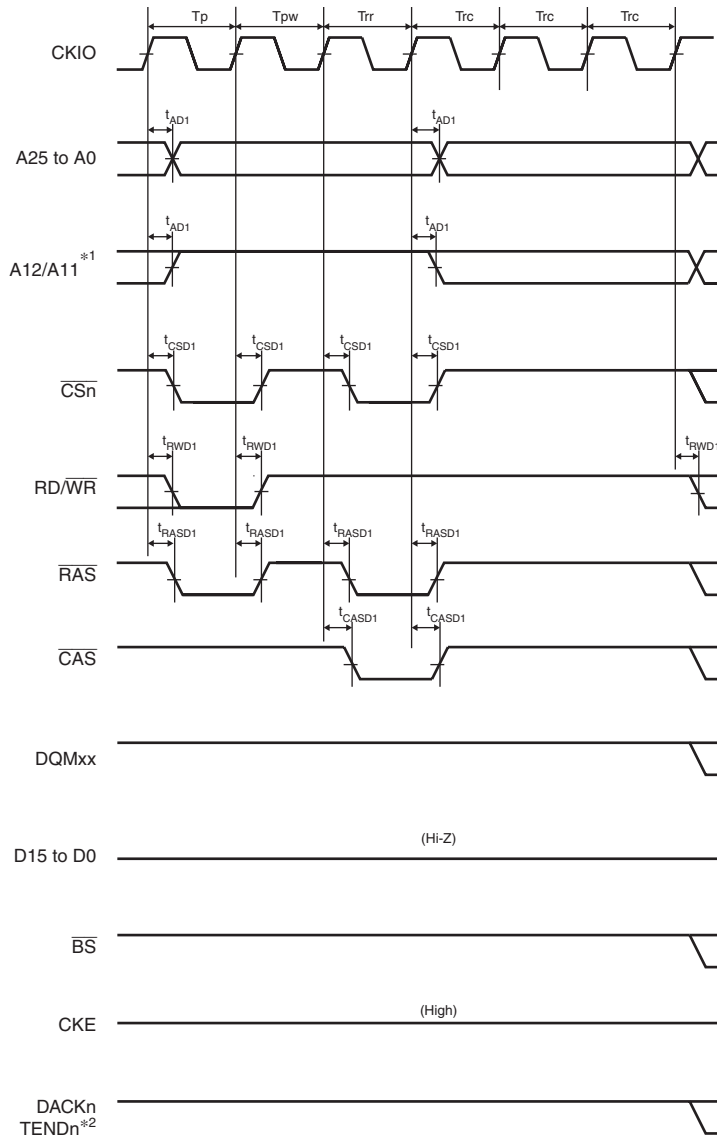 Tp Tpw Trr Trc Trc Trc
CKIO
tAD1 tAD1
A25 to A0
tAD1 tAD1
A12/A11*1
tCSD1 tCSD1 tCSD1 tCSD1
CSn
tRWD1 tRWD1 tRWD1
RD/WR
tRASD1 tRASD1 tRASD1 tRASD1
RAS
tCASD1 tCASD1
CAS
DQMxx
(Hi-Z)
D15 to D0
BS
(High)
CKE
DACKn
TENDn*2